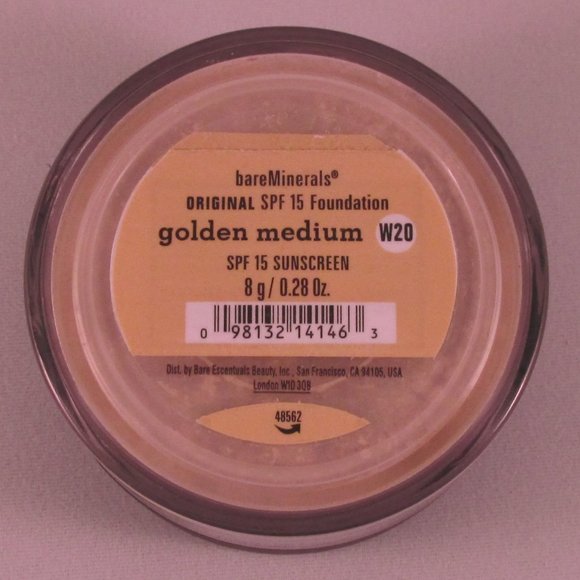 bareMinerals®
ORIGINAL SPF 15 Foundation
golden medium W20
SPF 15 SUNSCREEN
8 g / 0.28 Oz.
0 98132 14146 3
Dist. by Bare Escentuals Beauty, Inc., San Francisco, CA 94105, USA
London W10 3QB
48562